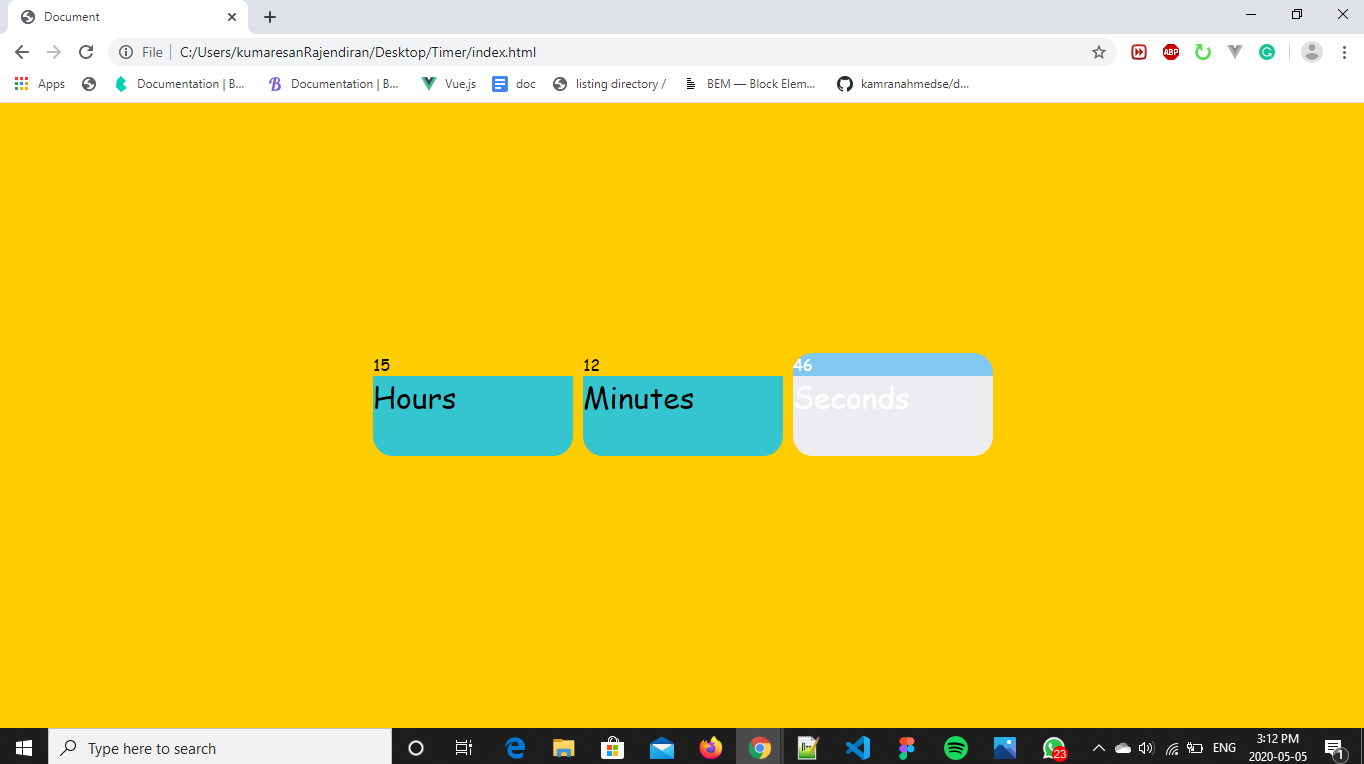 Document
File
C:/Users/kumaresanRajendiran/Desktop/Timer/index.html
ABP
Apps
Documentation | B...
Documentation | B...
Vue.js
doc
listing directory /
BEM — Block Elem...
kamranahmedse/d...
15
12
46
Hours
Minutes
Seconds
Type here to search
23
ENG
3:12 PM
2020-05-05
1